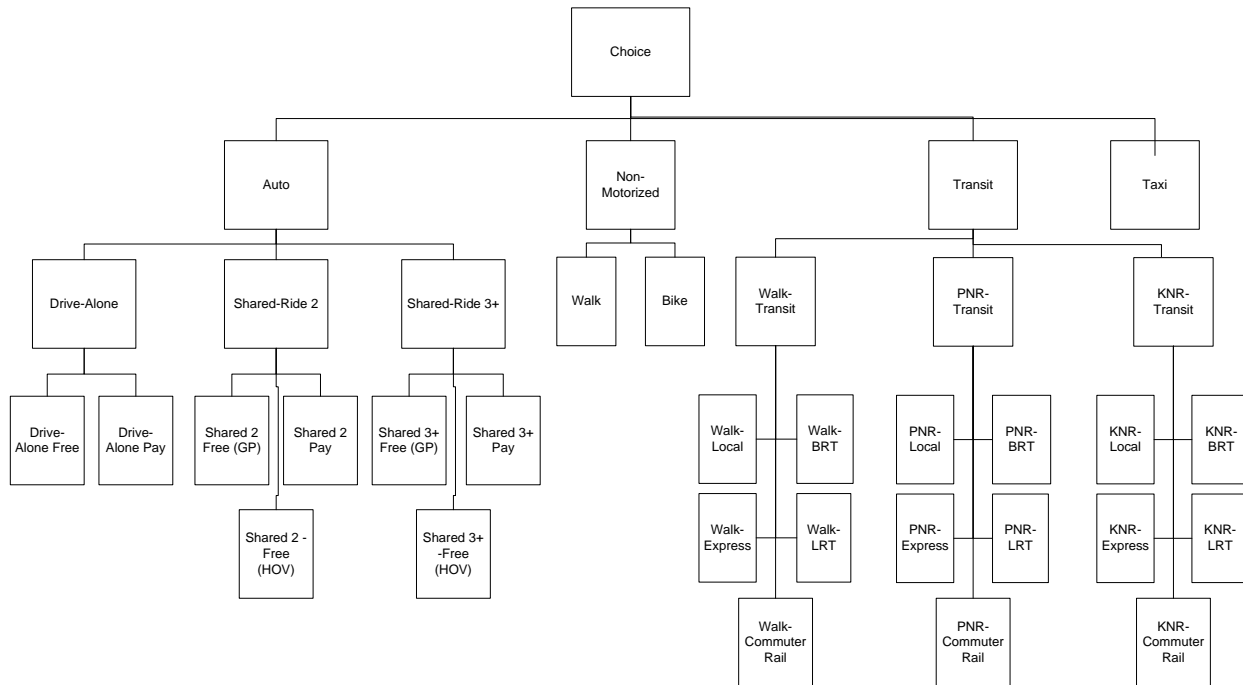 Choice
Auto
Non-
Motorized
Transit
Taxi
Drive-Alone
Shared-Ride 2
Shared-Ride 3+
Walk
Bike
Walk-
Transit
PNR-
Transit
KNR-
Transit
Drive-
Alone Free
Drive-
Alone Pay
Shared 2
Free (GP)
Shared 2
Pay
Shared 3+
Free (GP)
Shared 3+
Pay
Shared 2 -
Free
(HOV)
Shared 3+
-Free
(HOV)
Walk-
Local
Walk-
BRT
PNR-
Local
PNR-
BRT
KNR-
Local
KNR-
BRT
Walk-
Express
Walk-
LRT
PNR-
Express
PNR-
LRT
KNR-
Express
KNR-
LRT
Walk-
Commuter
Rail
PNR-
Commuter
Rail
KNR-
Commuter
Rail